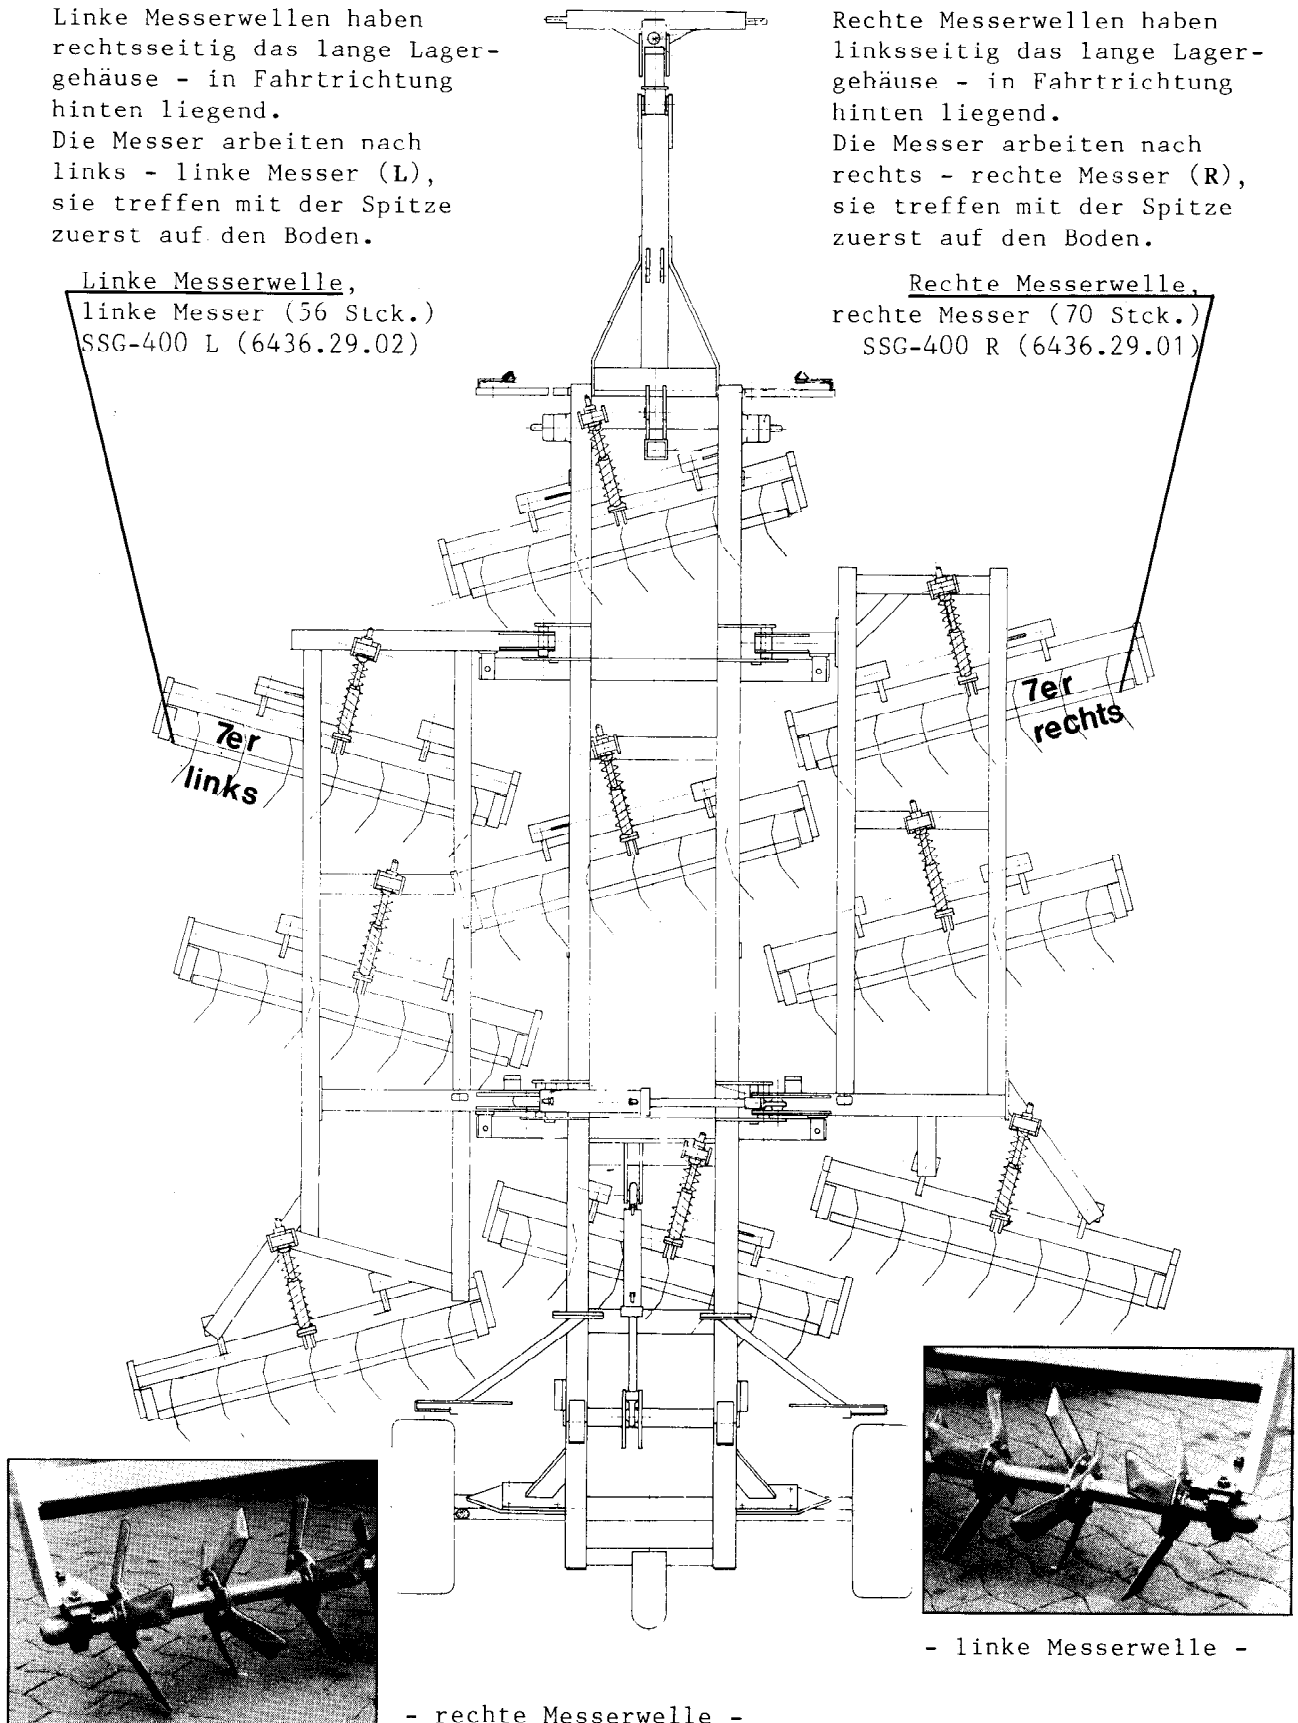 Linke Messerwellen haben
rechtsseitig das lange Lager-
gehäuse - in Fahrtrichtung
hinten liegend.
Die Messer arbeiten nach
links - linke Messer (L),
sie treffen mit der Spitze
zuerst auf den Boden.
Linke Messerwelle,
linke Messer (56 Stck.)
SSG-400 L (6436.29.02)
Rechte Messerwellen haben
linksseitig das lange Lager-
gehäuse - in Fahrtrichtung
hinten liegend.
Die Messer arbeiten nach
rechts - rechte Messer (R),
sie treffen mit der Spitze
zuerst auf den Boden.
Rechte Messerwelle,
rechte Messer (70 Stck.)
SSG-400 R (6436.29.01)
7er
links
7er
rechts
- linke Messerwelle -
- rechte Messerwelle -